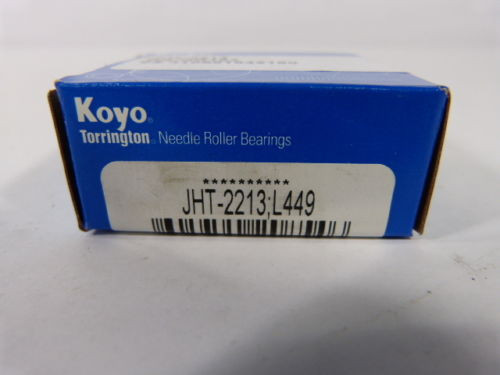 Koyo
Torrington Needle Roller Bearings
**********
JHT-2213;L449